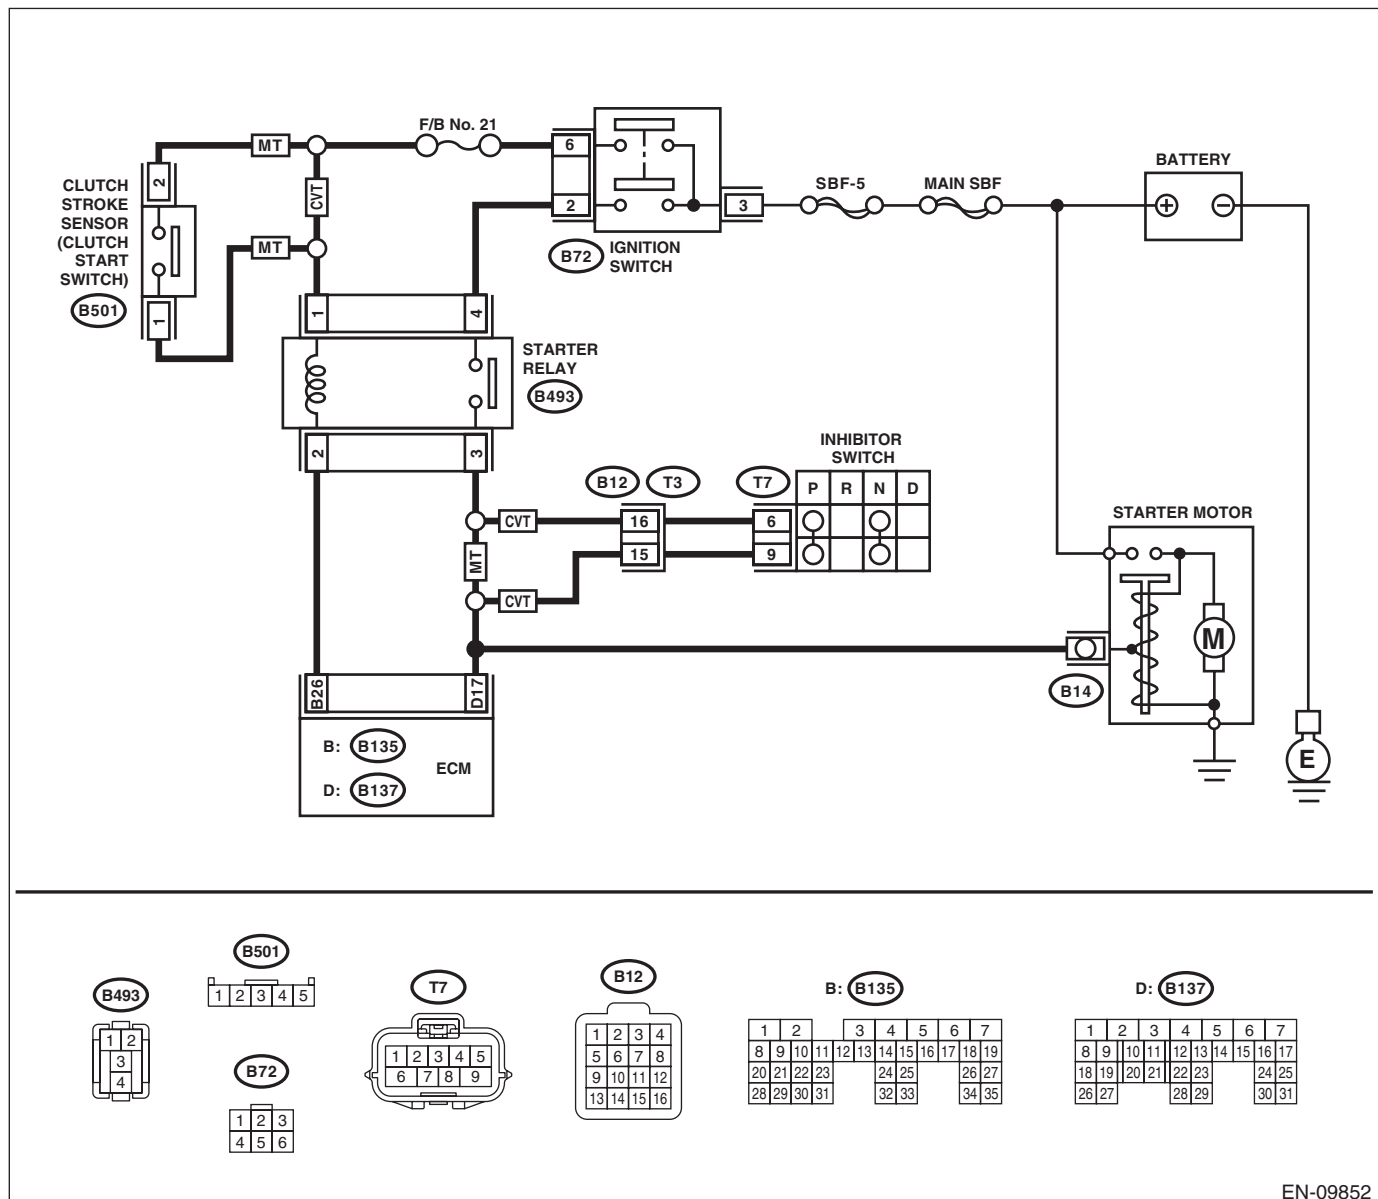 F/B No. 21
MT
6
2
3
SBF-5
MAIN SBF
BATTERY
CLUTCH
STROKE
SENSOR
(CLUTCH
START
SWITCH)
2
CVT
MT
B72
IGNITION
SWITCH
B501
1
1
4
STARTER
RELAY
B493
2
3
INHIBITOR
SWITCH
B12
T3
T7
P
R
N
D
CVT
16
6
MT
15
9
CVT
STARTER MOTOR
M
B14
B26
D17
B: B135
ECM
D: B137
E
B493
1 2
3
4
B501
1 2 3 4 5
B72
1 2 3
4 5 6
T7
1 2 3 4 5
6 7 8 9
B12
1 2 3 4
5 6 7 8
9 10 11 12
13 14 15 16
B: B135
1 2 3 4 5 6 7
8 9 10 11 12 13 14 15 16 17 18 19
20 21 22 23 24 25 26 27
28 29 30 31 32 33 34 35
D: B137
1 2 3 4 5 6 7
8 9 10 11 12 13 14 15 16 17
18 19 20 21 22 23 24 25
26 27 28 29 30 31
EN-09852